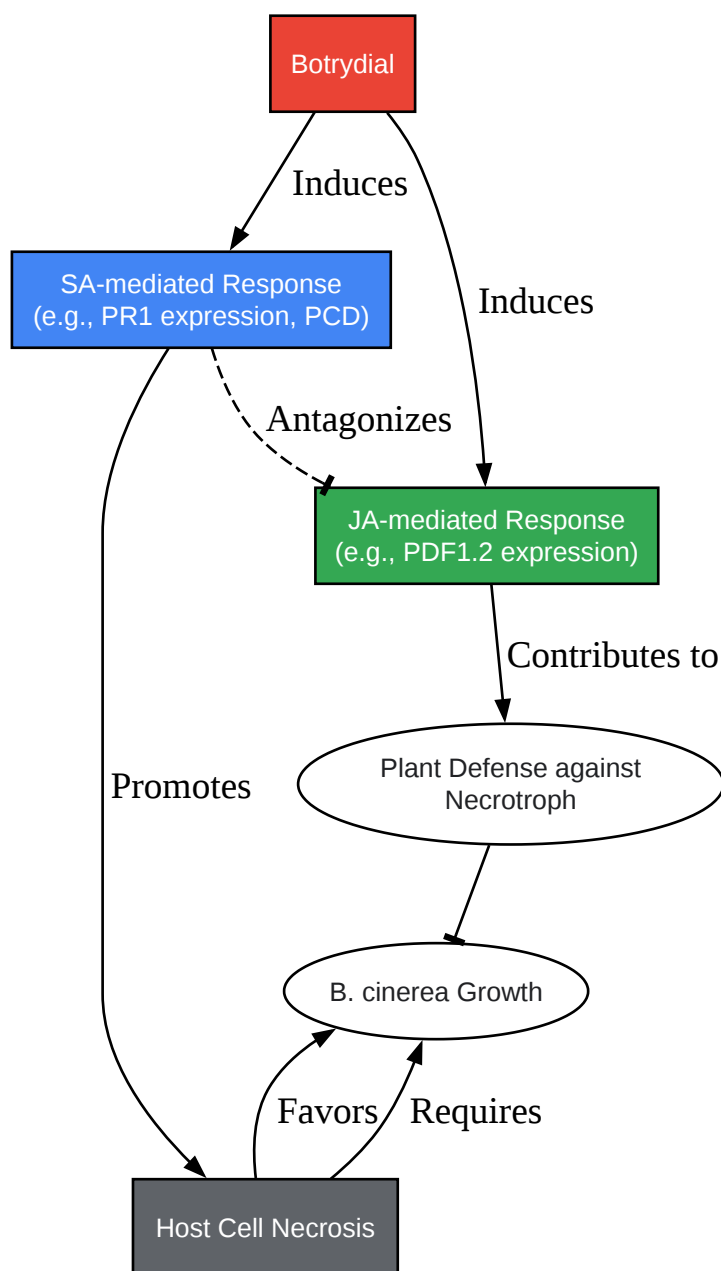 Botrydial
Induces
SA-mediated Response
(e.g., PR1 expression, PCD)
Induces
Antagonizes
JA-mediated Response
(e.g., PDF1.2 expression)
Contributes to
Plant Defense against
Necrotroph
Promotes
B. cinerea Growth
Favors
Requires
Host Cell Necrosis